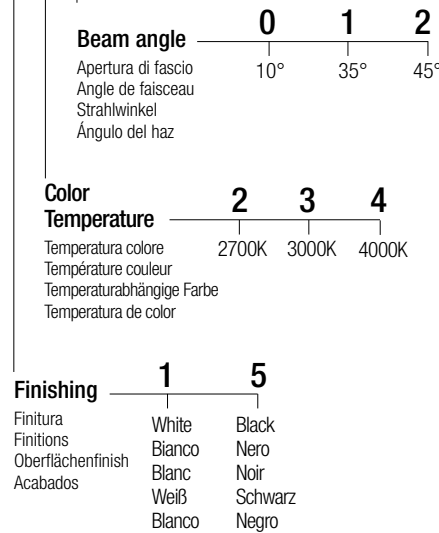 Beam angle 0 1 2
Apertura di fascio 10° 35° 45°
Angle de faisceau
Strahlwinkel
Ángulo del haz
Color
Temperature 2 3 4
Temperatura colore 2700K 3000K 4000K
Température couleur
Temperaturabhängige Farbe
Temperatura de color
Finishing 1 5
Finitura White Black
Finitions Bianco Nero
Oberflächenfinish Blanc Noir
Acabados Weiß Schwarz
Blanco Negro